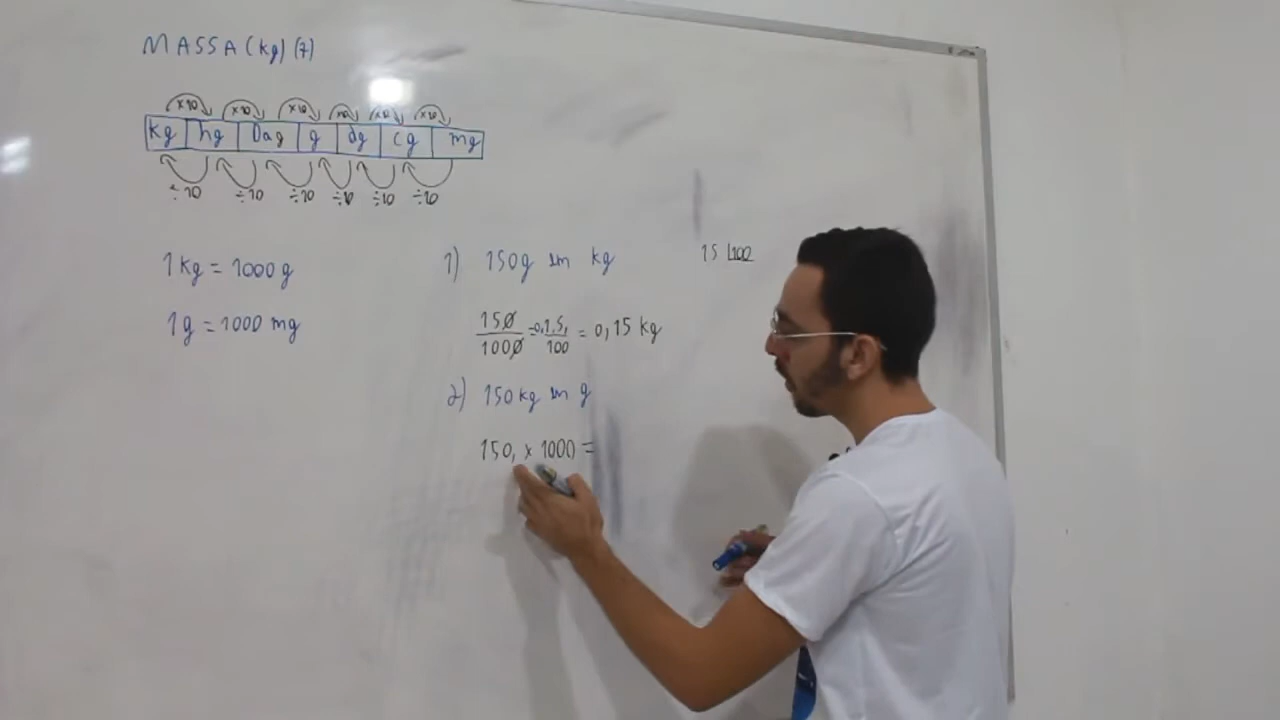 MASSA (kg) (7)
x10 x10 x10 x10 x10 x10
kg hg Dag g dg cg mg
÷10 ÷10 ÷10 ÷10 ÷10 ÷10
1 kg = 1000 g
1 g = 1000 mg
1) 150g em kg
15 100
150/1000 = 0,1,5,/100 = 0,15 kg
2) 150 kg em g
150, x 1000 =